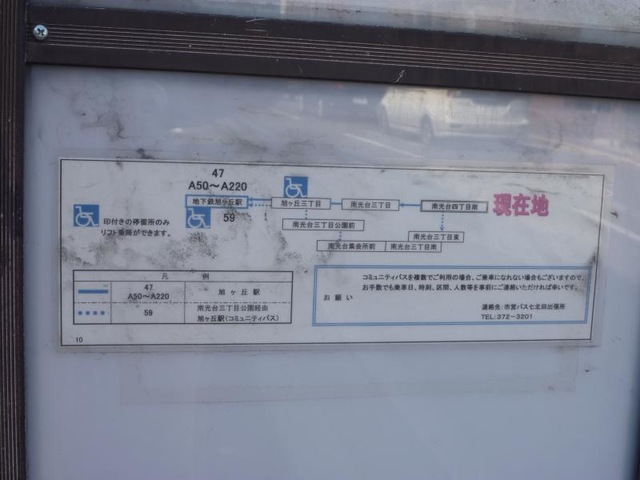 47
A50～A220
地下鉄旭ヶ丘駅
旭ヶ丘三丁目
南光台三丁目
南光台四丁目南
現在地
59
印付きの停留所のみ
リフト乗降ができます。
南光台三丁目公園前
南光台三丁目東
南光台集会所前
南光台三丁目南
凡 例
47
A50～A220
旭ヶ丘駅
59
南光台三丁目公園経由
旭ヶ丘駅(コミュニティバス)
コミュニティバスを複数でご利用の場合、ご乗車になれない場合もございますので、
お手数でも乗車日、時刻、区間、人数等を事前にご連絡いただければ幸いです。
お 願 い
連絡先：市営バス七北田出張所
TEL:372-3201
10